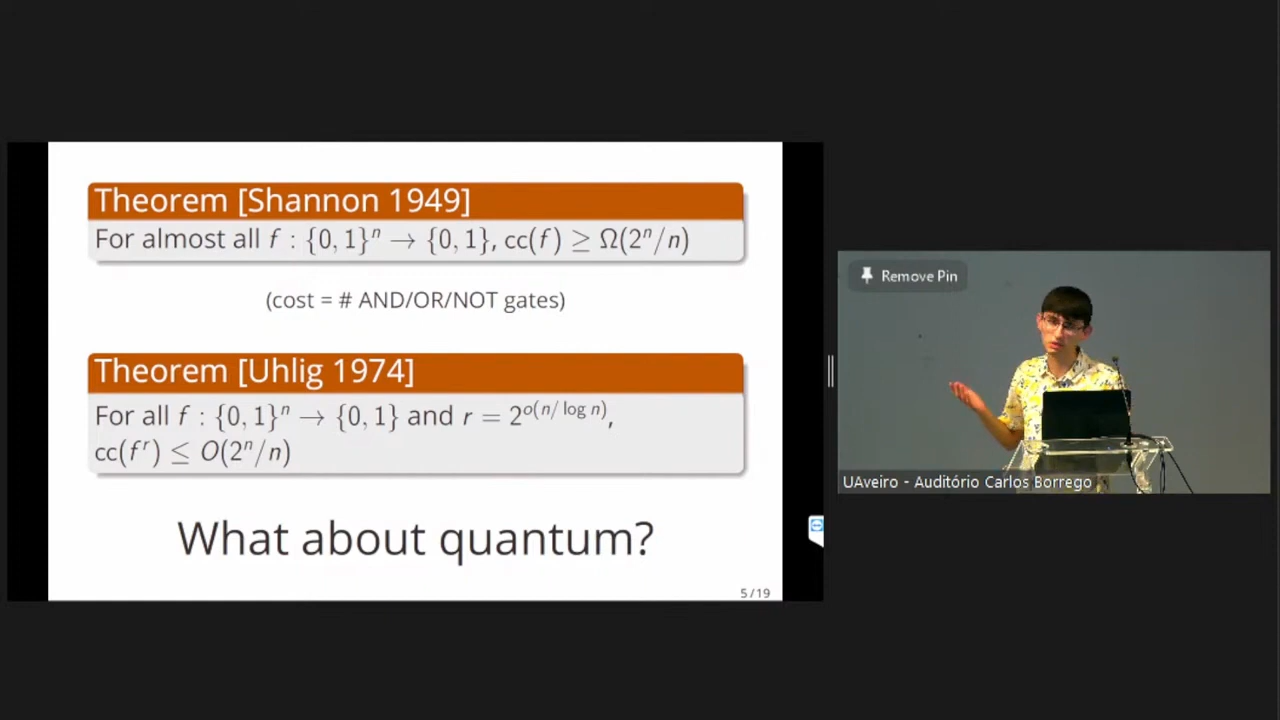 Theorem [Shannon 1949]
For almost all f : {0, 1}ⁿ → {0, 1}, cc(f) ≥ Ω(2ⁿ/n)
(cost = # AND/OR/NOT gates)
Theorem [Uhlig 1974]
For all f : {0, 1}ⁿ → {0, 1} and r = 2^{o(n/ log n)},
cc(fʳ) ≤ O(2ⁿ/n)
What about quantum?
5/19
Remove Pin
UAveiro - Auditório Carlos Borrego